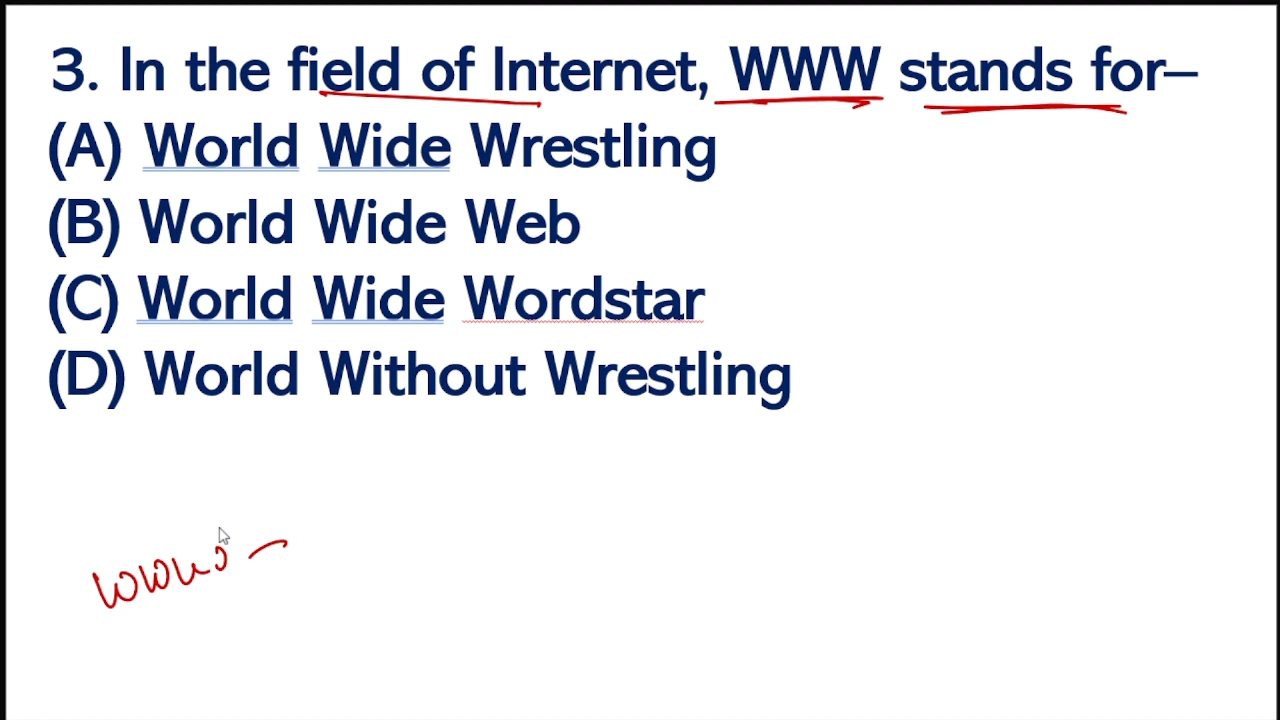 3. In the field of Internet, WWW stands for–
(A) World Wide Wrestling
(B) World Wide Web
(C) World Wide Wordstar
(D) World Without Wrestling
www –